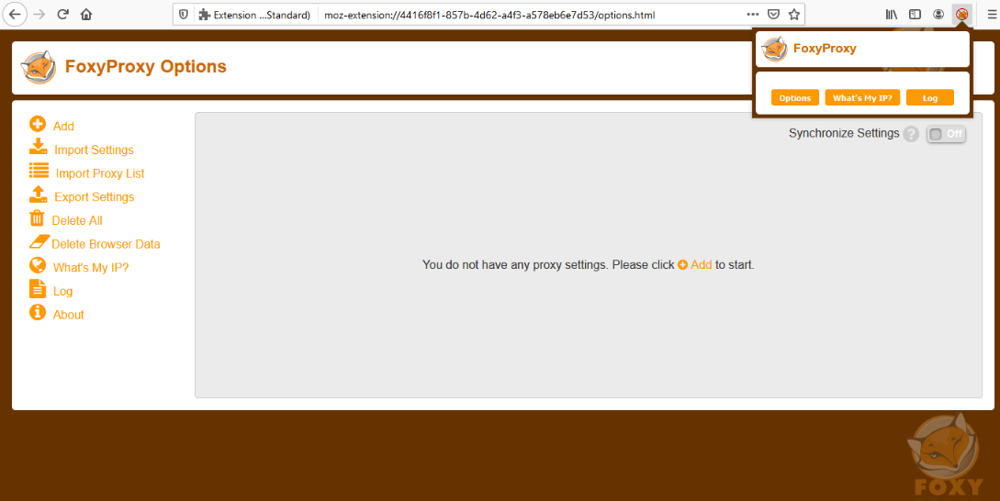 Extension ...Standard)
moz-extension://4416f8f1-857b-4d62-a4f3-a578eb6e7d53/options.html
FoxyProxy
Options
What's My IP?
Log
FoxyProxy Options
Add
Import Settings
Import Proxy List
Export Settings
Delete All
Delete Browser Data
What's My IP?
Log
About
Synchronize Settings ? Off
You do not have any proxy settings. Please click Add to start.
FOXY